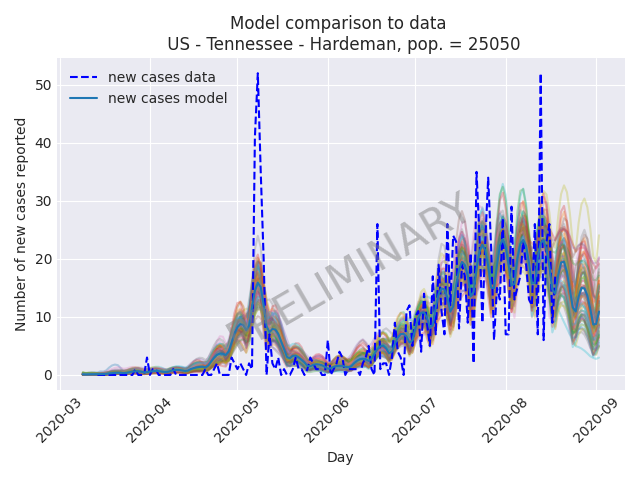 Model comparison to data
US - Tennessee - Hardeman, pop. = 25050
new cases data
new cases model
PRELIMINARY
Number of new cases reported
50
40
30
20
10
0
2020-03
2020-04
2020-05
2020-06
2020-07
2020-08
2020-09
Day